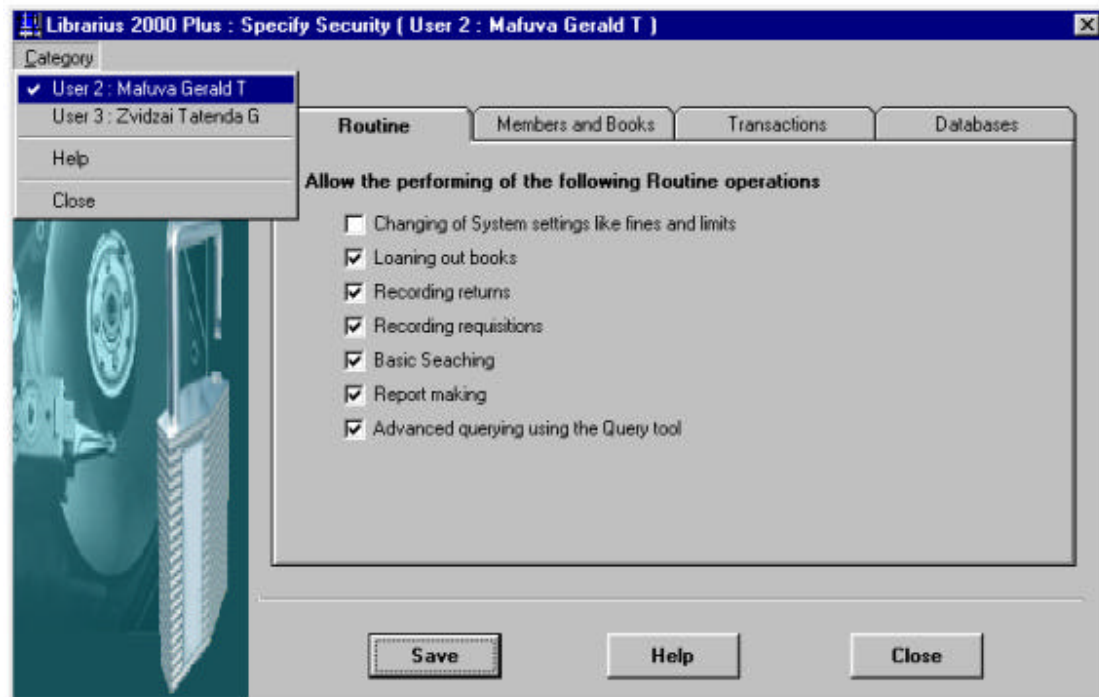 Librarius 2000 Plus : Specify Security ( User 2 : Mafuva Gerald T )
Category
User 2 : Mafuva Gerald T
User 3 : Zvidzai Tatenda G
Help
Close
Routine
Members and Books
Transactions
Databases
Allow the performing of the following Routine operations
Changing of System settings like fines and limits
Loaning out books
Recording returns
Recording requisitions
Basic Seaching
Report making
Advanced querying using the Query tool
Save
Help
Close